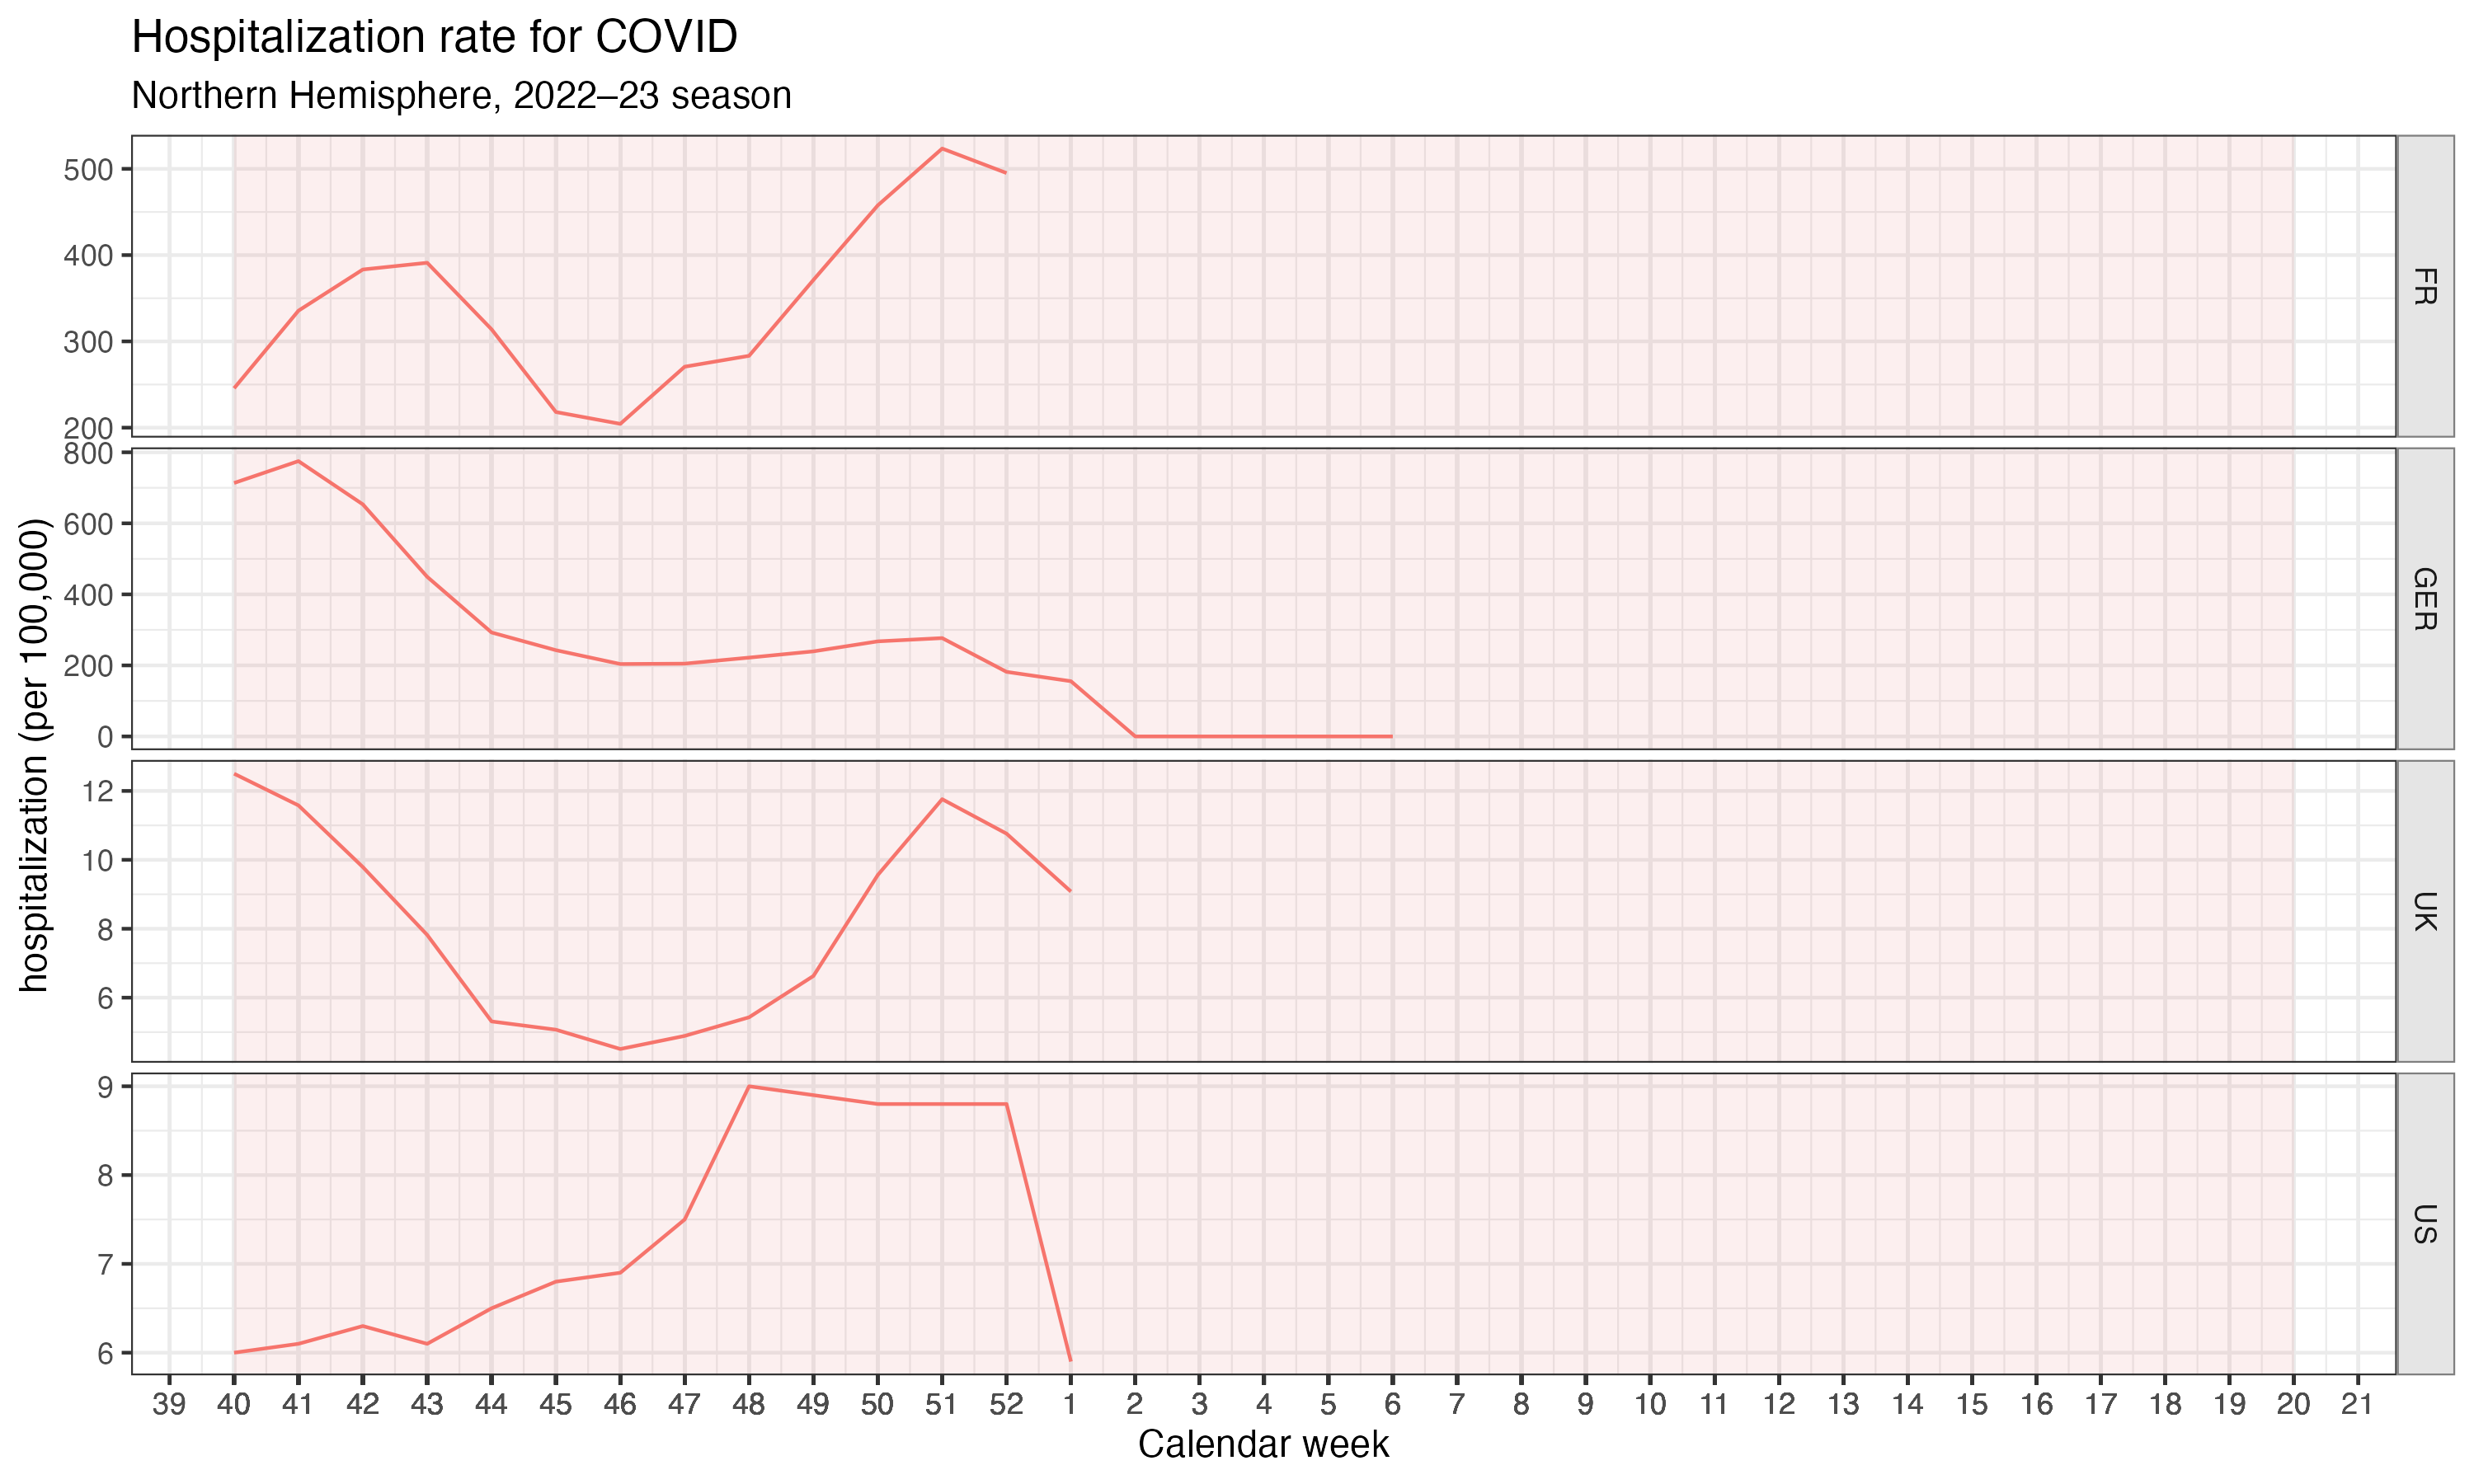 Hospitalization rate for COVID
Northern Hemisphere, 2022–23 season
hospitalization (per 100,000)
500
400
300
200
FR
800
600
400
200
0
GER
12
10
8
6
UK
9
8
7
6
US
39 40 41 42 43 44 45 46 47 48 49 50 51 52 1 2 3 4 5 6 7 8 9 10 11 12 13 14 15 16 17 18 19 20 21
Calendar week